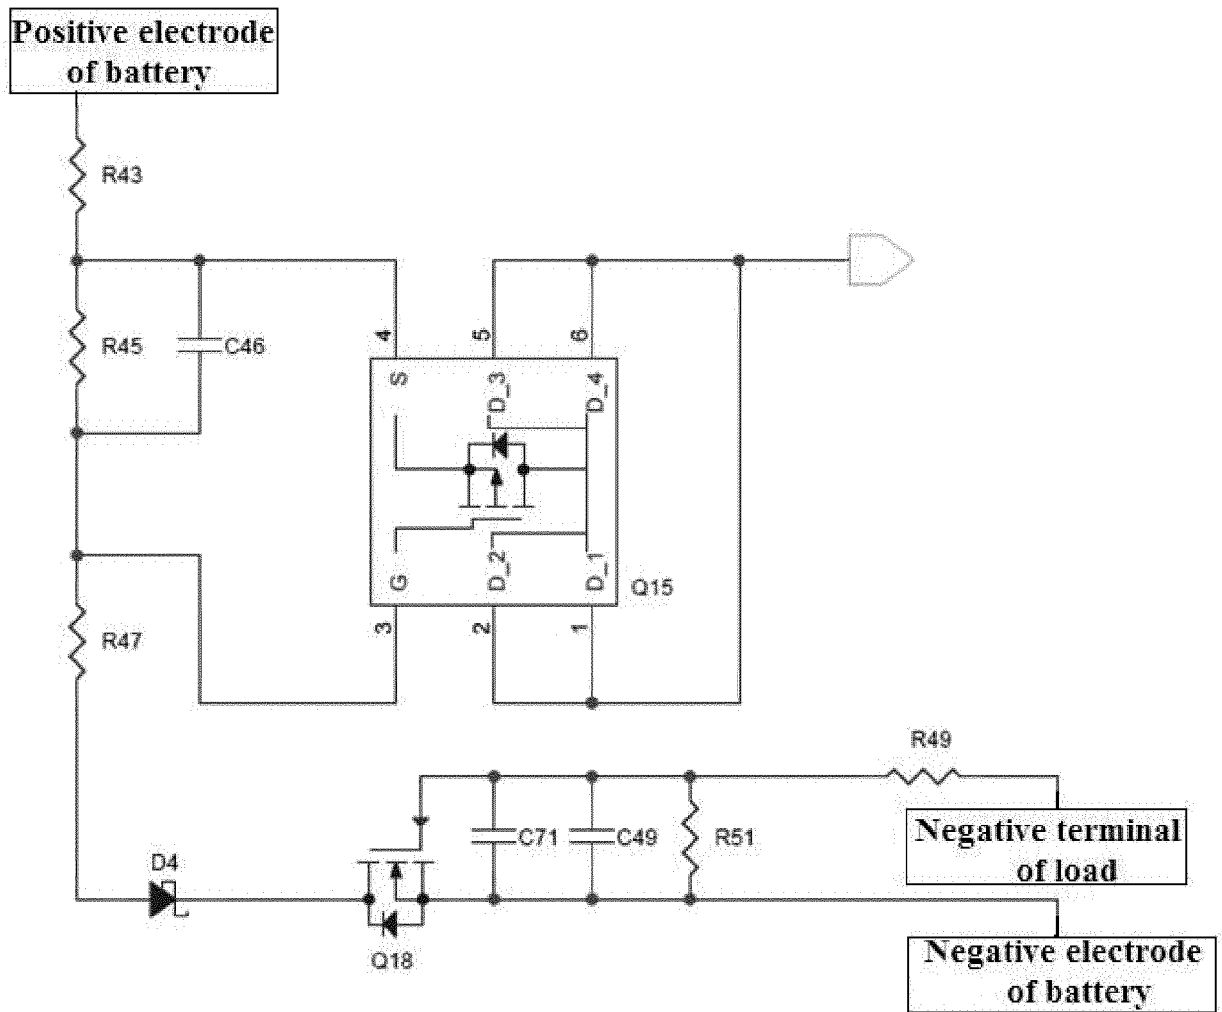 Positive electrode
of battery
R43
R45
C46
4
5
6
S
D_3
D_4
G
D_2
D_1
Q15
3
2
1
R47
R49
Negative terminal
of load
C71
C49
R51
D4
Q18
Negative electrode
of battery